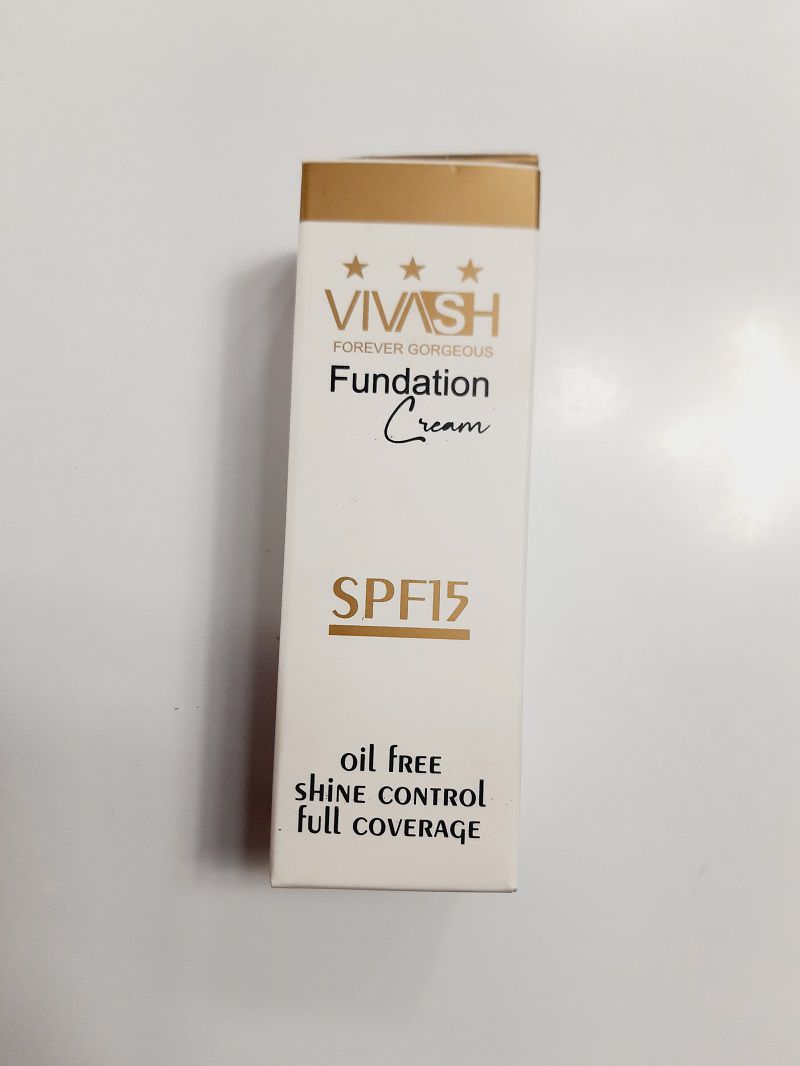 VIVASH
FOREVER GORGEOUS
Fundation
Cream
SPF15
oil fREE
shiNE CONTROl
full COVERAGE